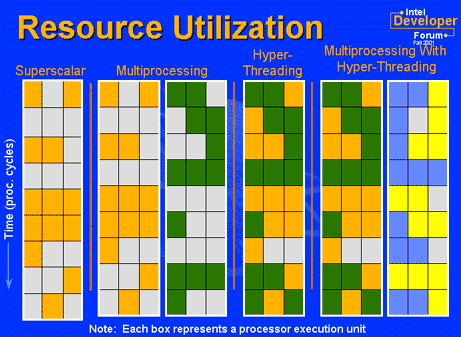 Resource Utilization
Intel
Developer
Forum
Fall 2001
Superscalar
Multiprocessing
Hyper-
Threading
Multiprocessing With
Hyper-Threading
Time (proc. cycles)
Note: Each box represents a processor execution unit